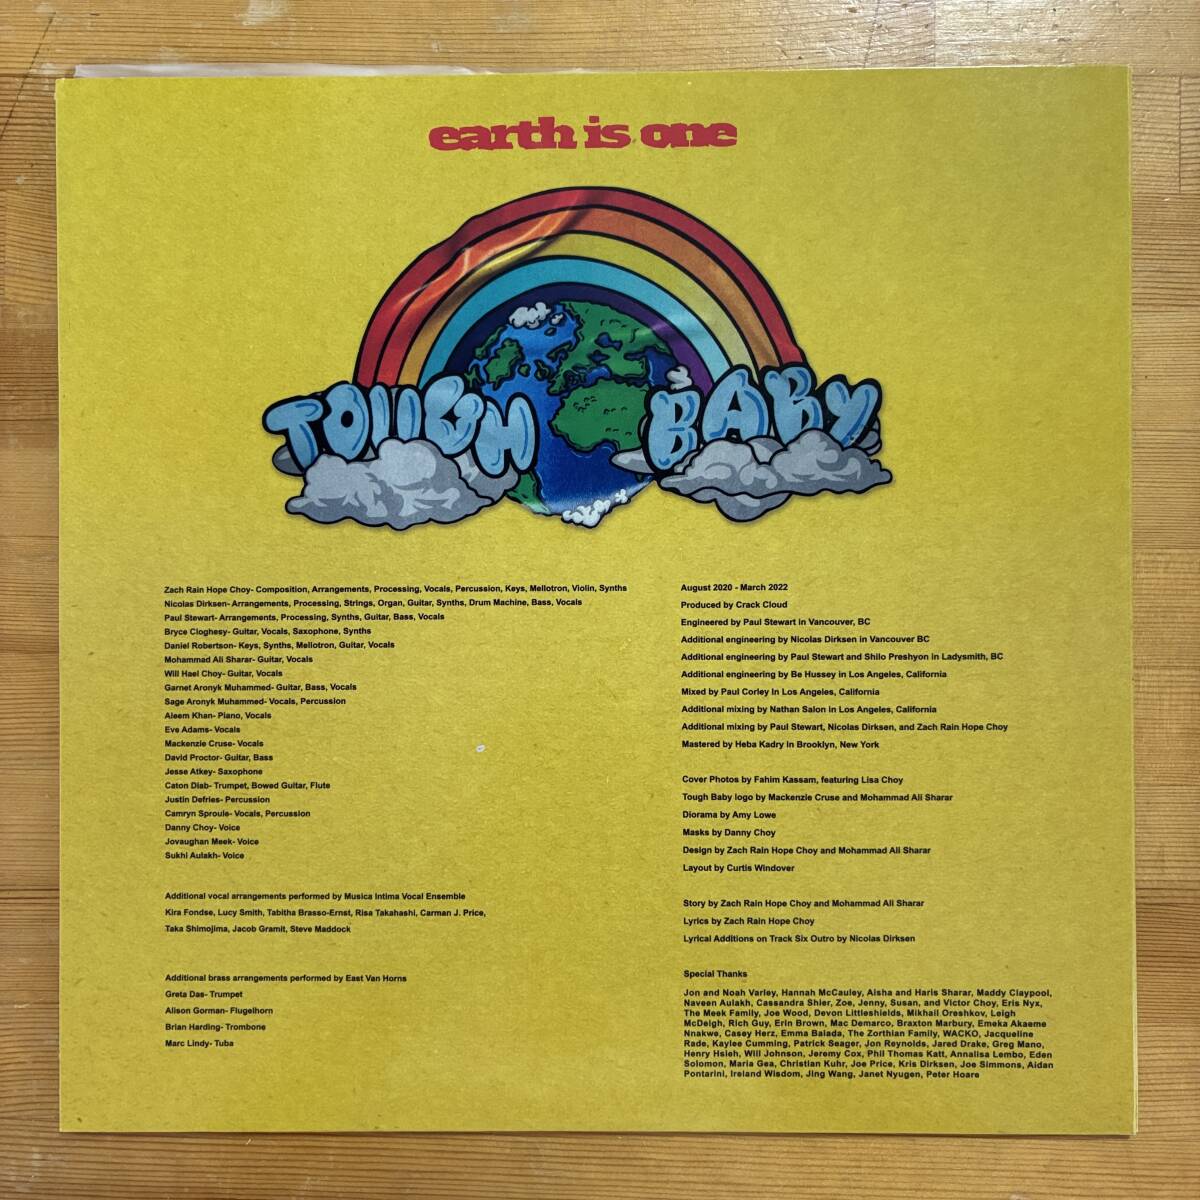 earth is one
TOUGH BABY
Zach Rain Hope Choy- Composition, Arrangements, Processing, Vocals, Percussion, Keys, Mellotron, Violin, Synths
Nicolas Dirksen- Arrangements, Processing, Strings, Organ, Guitar, Synths, Drum Machine, Bass, Vocals
Paul Stewart- Arrangements, Processing, Synths, Guitar, Bass, Vocals
Bryce Cloghesy- Guitar, Vocals, Saxophone, Synths
Daniel Robertson- Keys, Synths, Mellotron, Guitar, Vocals
Mohammad Ali Sharar- Guitar, Vocals
Will Hael Choy- Guitar, Vocals
Garnet Aronyk Muhammed- Guitar, Bass, Vocals
Sage Aronyk Muhammed- Vocals, Percussion
Aleem Khan- Piano, Vocals
Eve Adams- Vocals
Mackenzie Cruse- Vocals
David Proctor- Guitar, Bass
Jesse Atkey- Saxophone
Caton Diab- Trumpet, Bowed Guitar, Flute
Justin Defries- Percussion
Camryn Sproule- Vocals, Percussion
Danny Choy- Voice
Jovaughan Meek- Voice
Sukhi Aulakh- Voice
Additional vocal arrangements performed by Musica Intima Vocal Ensemble
Kira Fondse, Lucy Smith, Tabitha Brasso-Ernst, Risa Takahashi, Carman J. Price,
Taka Shimojima, Jacob Gramit, Steve Maddock
Additional brass arrangements performed by East Van Horns
Greta Das- Trumpet
Alison Gorman- Flugelhorn
Brian Harding- Trombone
Marc Lindy- Tuba
August 2020 - March 2022
Produced by Crack Cloud
Engineered by Paul Stewart in Vancouver, BC
Additional engineering by Nicolas Dirksen in Vancouver BC
Additional engineering by Paul Stewart and Shilo Preshyon in Ladysmith, BC
Additional engineering by Be Hussey in Los Angeles, California
Mixed by Paul Corley In Los Angeles, California
Additional mixing by Nathan Salon in Los Angeles, California
Additional mixing by Paul Stewart, Nicolas Dirksen, and Zach Rain Hope Choy
Mastered by Heba Kadry in Brooklyn, New York
Cover Photos by Fahim Kassam, featuring Lisa Choy
Tough Baby logo by Mackenzie Cruse and Mohammad Ali Sharar
Diorama by Amy Lowe
Masks by Danny Choy
Design by Zach Rain Hope Choy and Mohammad Ali Sharar
Layout by Curtis Windover
Story by Zach Rain Hope Choy and Mohammad Ali Sharar
Lyrics by Zach Rain Hope Choy
Lyrical Additions on Track Six Outro by Nicolas Dirksen
Special Thanks
Jon and Noah Varley, Hannah McCauley, Aisha and Haris Sharar, Maddy Claypool,
Naveen Aulakh, Cassandra Shier, Zoe, Jenny, Susan, and Victor Choy, Eris Nyx,
The Meek Family, Joe Wood, Devon Littleshields, Mikhail Oreshkov, Leigh
McDeigh, Rich Guy, Erin Brown, Mac Demarco, Braxton Marbury, Emeka Akaeme
Nnakwe, Casey Herz, Emma Balada, The Zorthian Family, WACKO, Jacqueline
Rade, Kaylee Cumming, Patrick Seager, Jon Reynolds, Jared Drake, Greg Mano,
Henry Hsieh, Will Johnson, Jeremy Cox, Phil Thomas Katt, Annalisa Lembo, Eden
Solomon, Maria Gea, Christian Kuhr, Joe Price, Kris Dirksen, Joe Simmons, Aidan
Pontarini, Ireland Wisdom, Jing Wang, Janet Nyugen, Peter Hoare